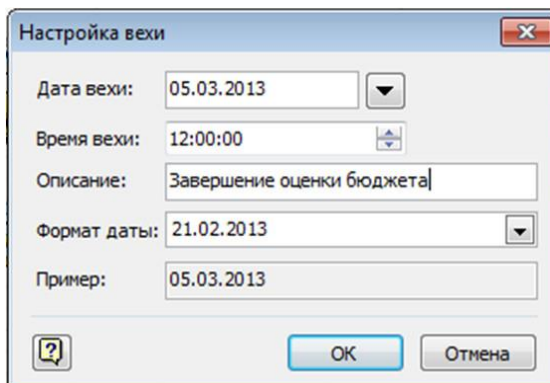 Настройка вехи
Дата вехи: 05.03.2013
Время вехи: 12:00:00
Описание: Завершение оценки бюджета
Формат даты: 21.02.2013
Пример: 05.03.2013
? ОК Отмена